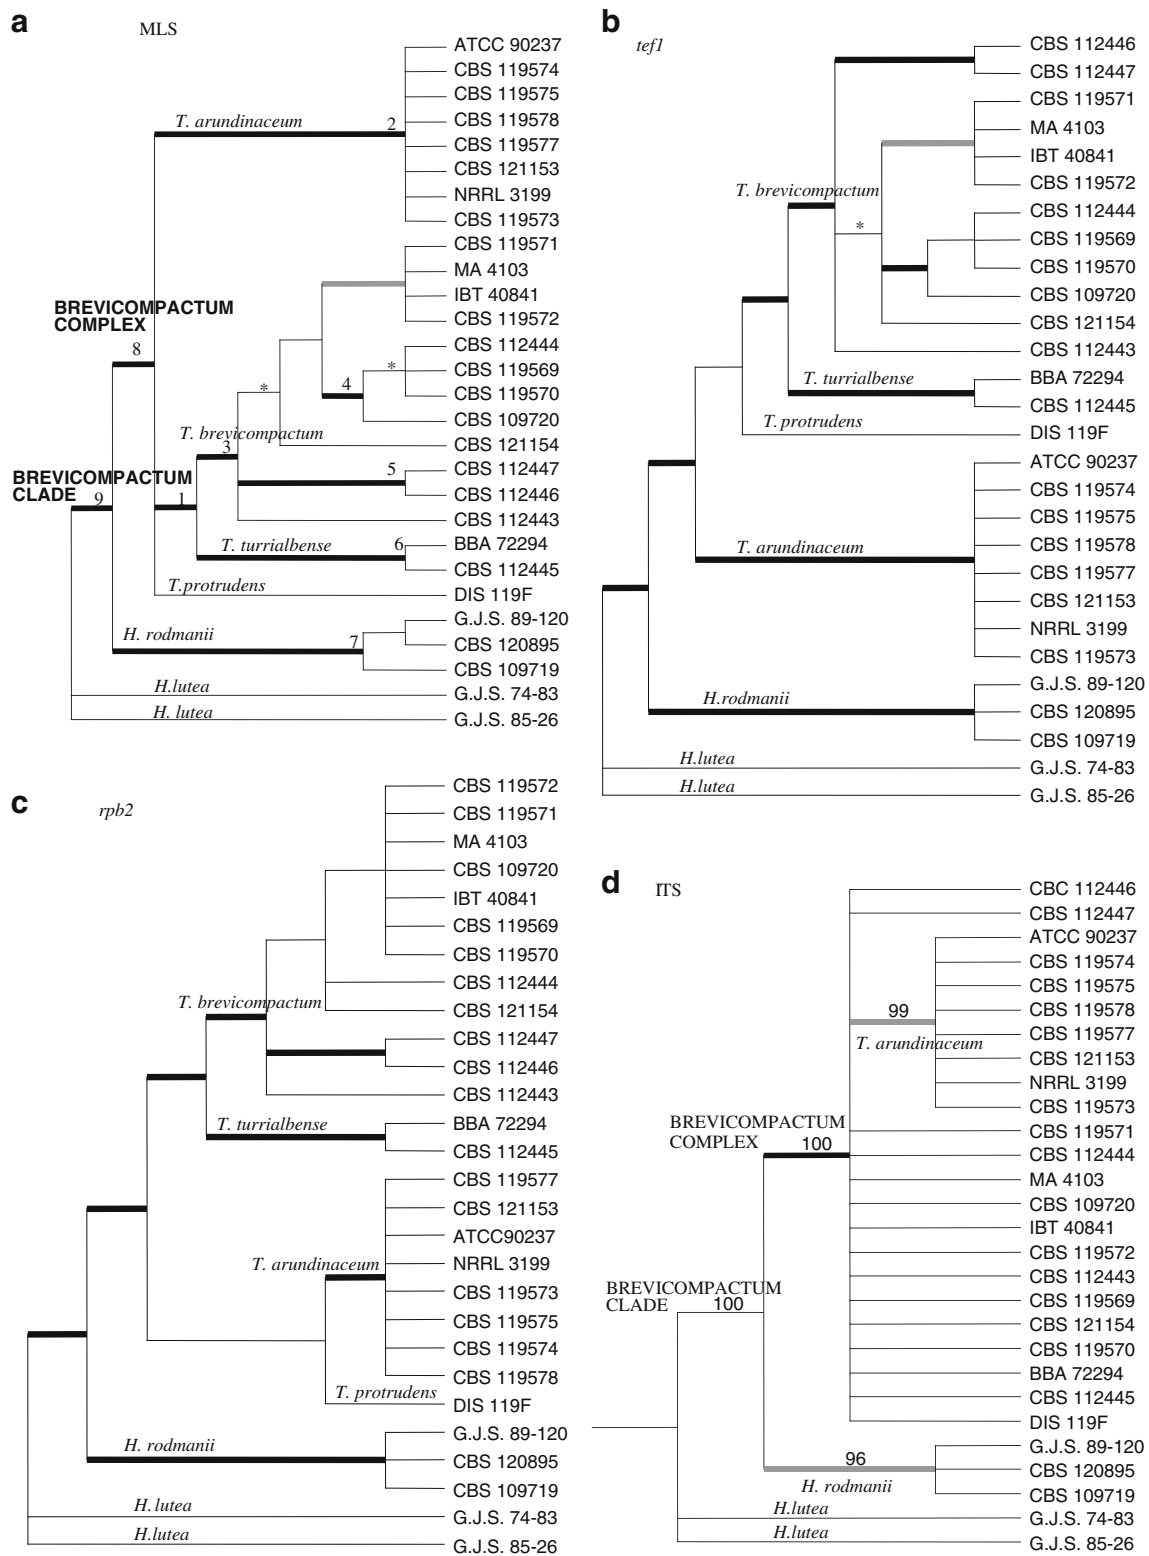 a
MLS
ATCC 90237
CBS 119574
CBS 119575
T. arundinaceum
2
CBS 119578
CBS 119577
CBS 121153
NRRL 3199
CBS 119573
CBS 119571
MA 4103
IBT 40841
BREVICOMPACTUM
COMPLEX
CBS 119572
8
CBS 112444
*
CBS 119569
*
4
CBS 119570
CBS 109720
T. brevicompactum
3
CBS 121154
BREVICOMPACTUM
CLADE
5
CBS 112447
9
1
CBS 112446
CBS 112443
T. turrialbense
6
BBA 72294
CBS 112445
T.protrudens
DIS 119F
G.J.S. 89-120
H. rodmanii
7
CBS 120895
CBS 109719
H.lutea
G.J.S. 74-83
H. lutea
G.J.S. 85-26
b
tef1
CBS 112446
CBS 112447
CBS 119571
MA 4103
IBT 40841
T. brevicompactum
CBS 119572
CBS 112444
*
CBS 119569
CBS 119570
CBS 109720
CBS 121154
CBS 112443
T. turrialbense
BBA 72294
CBS 112445
T. protrudens
DIS 119F
ATCC 90237
CBS 119574
CBS 119575
T. arundinaceum
CBS 119578
CBS 119577
CBS 121153
NRRL 3199
CBS 119573
G.J.S. 89-120
H.rodmanii
CBS 120895
CBS 109719
H.lutea
G.J.S. 74-83
H.lutea
G.J.S. 85-26
c
rpb2
CBS 119572
CBS 119571
MA 4103
CBS 109720
IBT 40841
CBS 119569
CBS 119570
CBS 112444
T. brevicompactum
CBS 121154
CBS 112447
CBS 112446
CBS 112443
T. turrialbense
BBA 72294
CBS 112445
CBS 119577
CBS 121153
ATCC90237
T. arundinaceum
NRRL 3199
CBS 119573
CBS 119575
CBS 119574
CBS 119578
T. protrudens
DIS 119F
G.J.S. 89-120
H. rodmanii
CBS 120895
CBS 109719
H. lutea
G.J.S. 74-83
H.lutea
G.J.S. 85-26
d
ITS
CBC 112446
CBS 112447
ATCC 90237
CBS 119574
CBS 119575
99
CBS 119578
CBS 119577
T. arundinaceum
CBS 121153
NRRL 3199
CBS 119573
BREVICOMPACTUM
COMPLEX
100
CBS 119571
CBS 112444
MA 4103
CBS 109720
IBT 40841
CBS 119572
CBS 112443
BREVICOMPACTUM
CLADE
100
CBS 119569
CBS 121154
CBS 119570
BBA 72294
CBS 112445
DIS 119F
G.J.S. 89-120
96
CBS 120895
H. rodmanii
CBS 109719
H.lutea
G.J.S. 74-83
H.lutea
G.J.S. 85-26